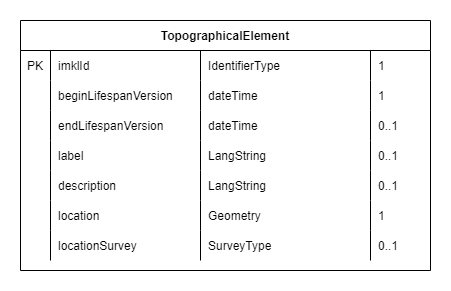 TopographicalElement
PK imklId IdentifierType 1
beginLifespanVersion dateTime 1
endLifespanVersion dateTime 0..1
label LangString 0..1
description LangString 0..1
location Geometry 1
locationSurvey SurveyType 0..1